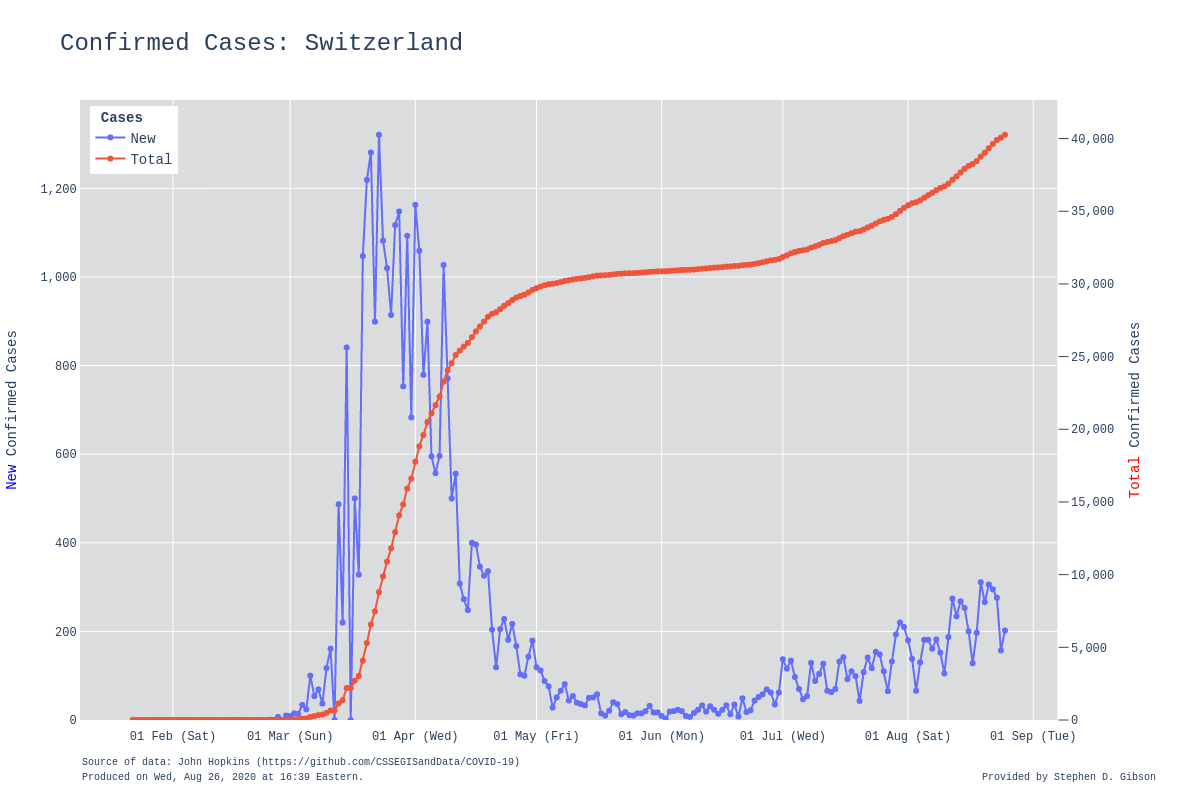 Confirmed Cases: Switzerland
Cases
New
Total
1,200
1,000
800
600
400
200
0
New Confirmed Cases
40,000
35,000
30,000
25,000
20,000
15,000
10,000
5,000
0
Total Confirmed Cases
01 Feb (Sat) 01 Mar (Sun) 01 Apr (Wed) 01 May (Fri) 01 Jun (Mon) 01 Jul (Wed) 01 Aug (Sat) 01 Sep (Tue)
Source of data: John Hopkins (https://github.com/CSSEGISandData/COVID-19)
Produced on Wed, Aug 26, 2020 at 16:39 Eastern.
Provided by Stephen D. Gibson